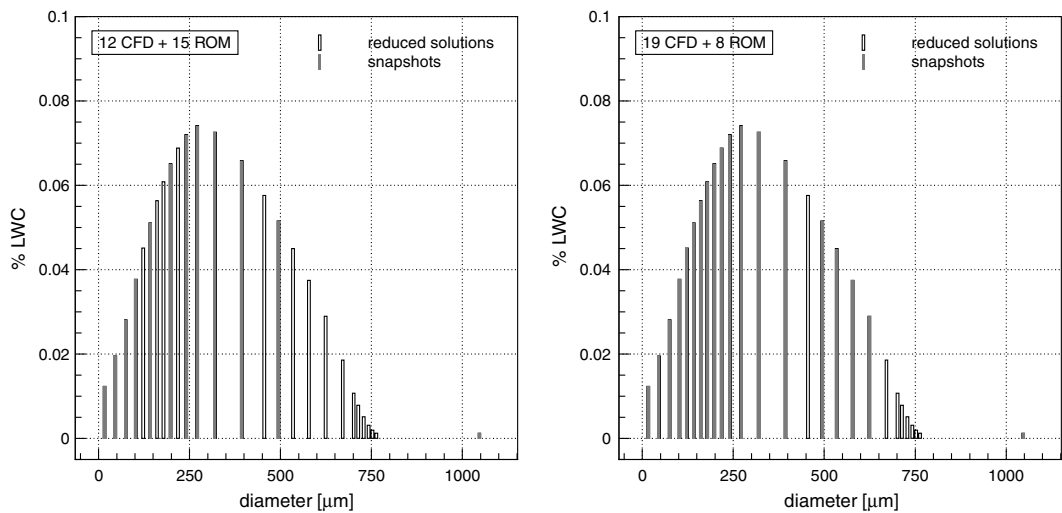 0.1
12 CFD + 15 ROM
reduced solutions
snapshots
0.08
0.06
% LWC
0.04
0.02
0
0 250 500 750 1000
diameter [μm]
0.1
19 CFD + 8 ROM
reduced solutions
snapshots
0.08
0.06
% LWC
0.04
0.02
0
0 250 500 750 1000
diameter [μm]